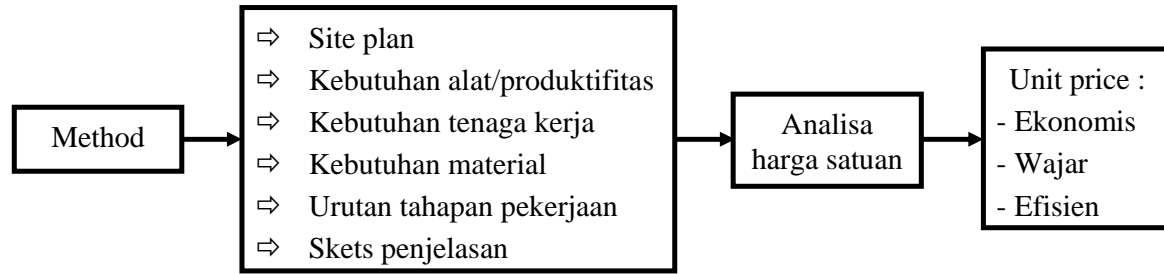 Method
⇨ Site plan
⇨ Kebutuhan alat/produktifitas
⇨ Kebutuhan tenaga kerja
⇨ Kebutuhan material
⇨ Urutan tahapan pekerjaan
⇨ Skets penjelasan
Analisa
harga satuan
Unit price :
- Ekonomis
- Wajar
- Efisien